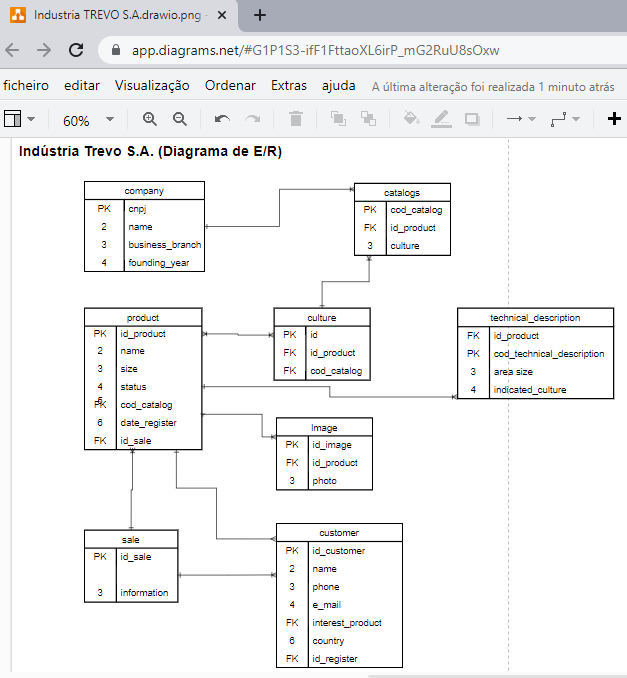 Industria TREVO S.A.drawio.png -
app.diagrams.net/#G1P1S3-ifF1FttaoXL6irP_mG2RuU8sOxw
ficheiro editar Visualização Ordenar Extras ajuda A última alteração foi realizada 1 minuto atrás
60%
Indústria Trevo S.A. (Diagrama de E/R)
company
PK cnpj
2 name
3 business_branch
4 founding_year
catalogs
PK cod_catalog
FK id_product
3 culture
product
PK id_product
2 name
3 size
4 status
5
FK cod_catalog
6 date_register
FK id_sale
culture
PK id
FK id_product
FK cod_catalog
technical_description
FK id_product
PK cod_technical_description
3 area size
4 indicated_culture
Image
PK id_image
FK id_product
3 photo
sale
PK id_sale
3 information
customer
PK id_customer
2 name
3 phone
4 e_mail
FK interest_product
6 country
FK id_register